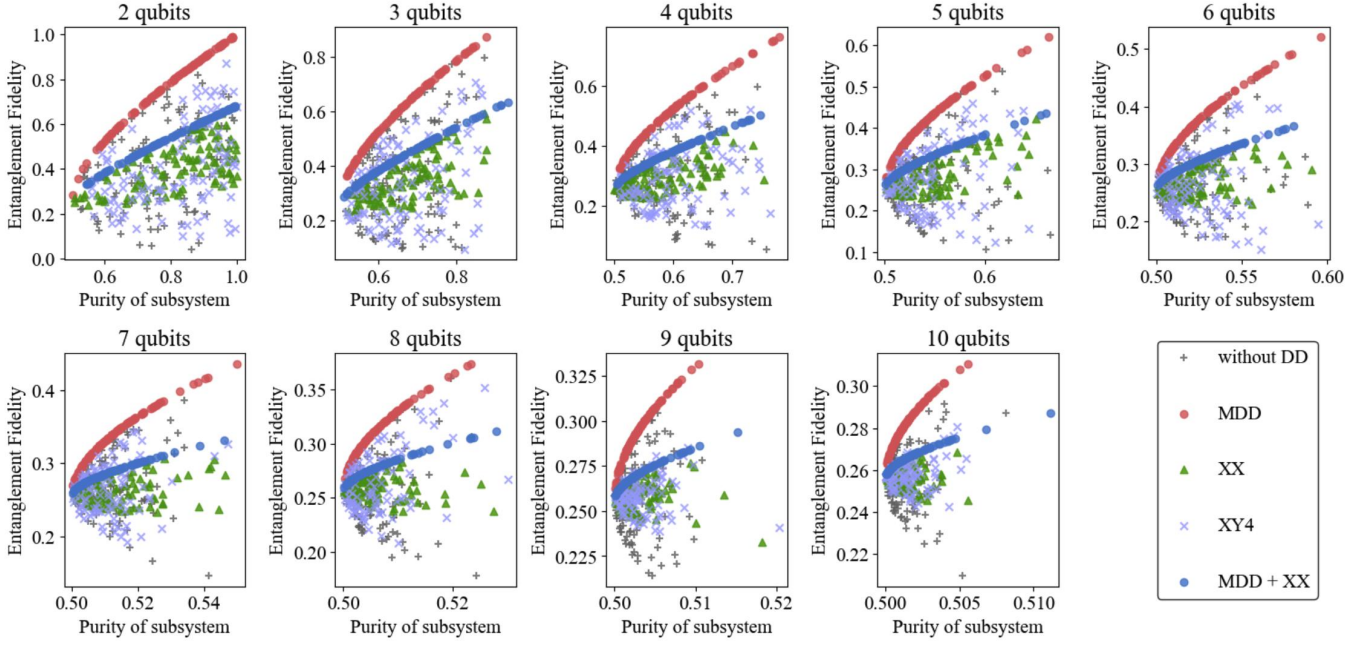 2 qubits
3 qubits
4 qubits
5 qubits
6 qubits
Entanglement Fidelity
1.0
0.8
0.6
0.4
0.2
0.0
0.6
0.8
1.0
Purity of subsystem
Entanglement Fidelity
0.8
0.6
0.4
0.2
0.6
0.8
Purity of subsystem
Entanglement Fidelity
0.6
0.4
0.2
0.5
0.6
0.7
Purity of subsystem
Entanglement Fidelity
0.6
0.5
0.4
0.3
0.2
0.1
0.5
0.6
Purity of subsystem
Entanglement Fidelity
0.5
0.4
0.3
0.2
0.50
0.55
0.60
Purity of subsystem
7 qubits
8 qubits
9 qubits
10 qubits
Entanglement Fidelity
0.4
0.3
0.2
0.50
0.52
0.54
Purity of subsystem
Entanglement Fidelity
0.35
0.30
0.25
0.20
0.50
0.52
Purity of subsystem
Entanglement Fidelity
0.325
0.300
0.275
0.250
0.225
0.50
0.51
0.52
Purity of subsystem
Entanglement Fidelity
0.30
0.28
0.26
0.24
0.22
0.500
0.505
0.510
Purity of subsystem
without DD
MDD
XX
XY4
MDD + XX